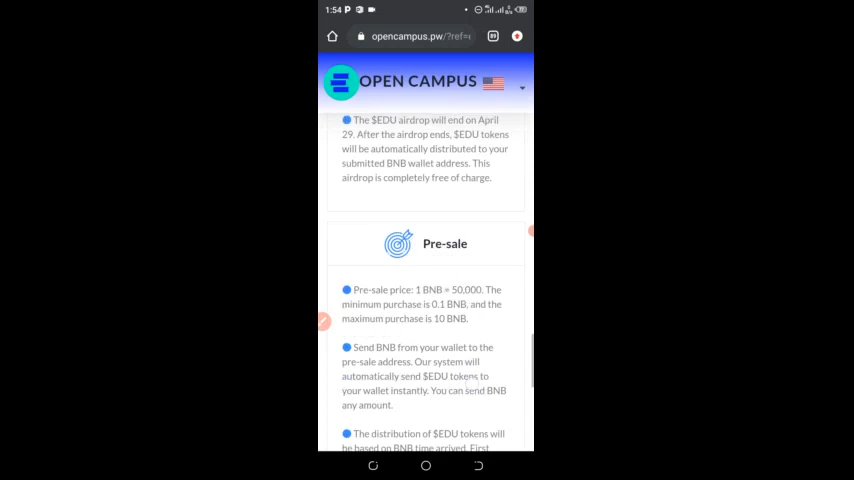 1:54 P
opencampus.pw/?ref=
OPEN CAMPUS
The $EDU airdrop will end on April
29. After the airdrop ends, $EDU tokens
will be automatically distributed to your
submitted BNB wallet address. This
airdrop is completely free of charge.
Pre-sale
Pre-sale price: 1 BNB = 50,000. The
minimum purchase is 0.1 BNB, and the
maximum purchase is 10 BNB.
Send BNB from your wallet to the
pre-sale address. Our system will
automatically send $EDU tokens to
your wallet instantly. You can send BNB
any amount.
The distribution of $EDU tokens will
be based on BNB time arrived. First